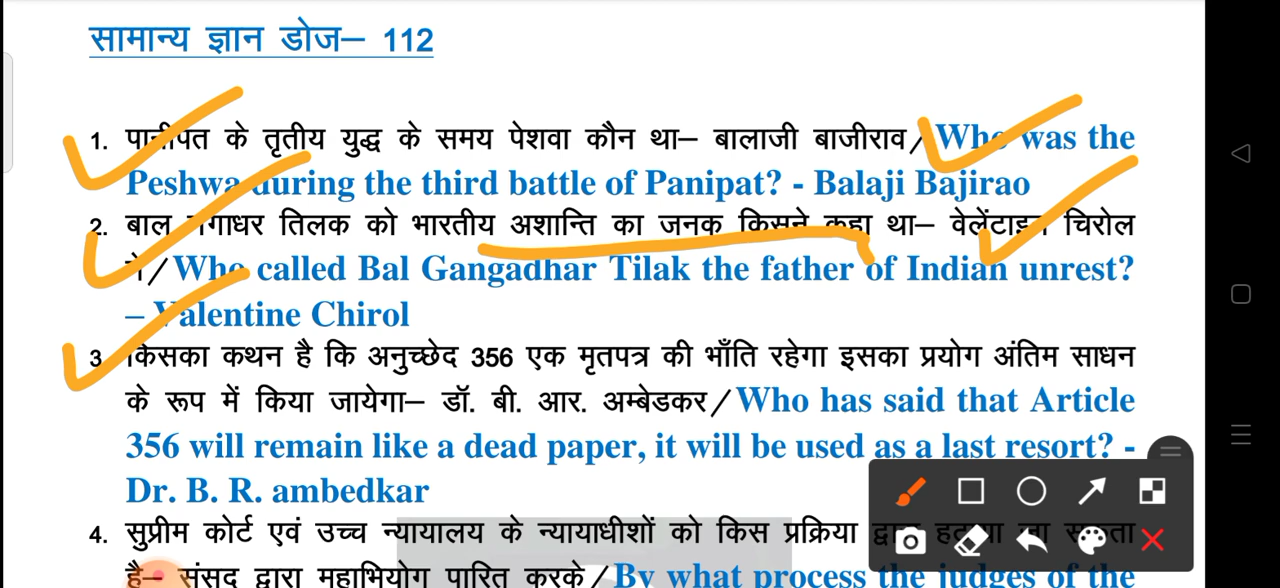 सामान्य ज्ञान डोज– 112
1. पानीपत के तृतीय युद्ध के समय पेशवा कौन था– बालाजी बाजीराव/Who was the
Peshwa during the third battle of Panipat? - Balaji Bajirao
2. बाल गंगाधर तिलक को भारतीय अशान्ति का जनक किसने कहा था– वेलेंटाइन चिरोल
ने/Who called Bal Gangadhar Tilak the father of Indian unrest?
– Valentine Chirol
3. किसका कथन है कि अनुच्छेद 356 एक मृतपत्र की भाँति रहेगा इसका प्रयोग अंतिम साधन
के रूप में किया जायेगा– डॉ. बी. आर. अम्बेडकर/Who has said that Article
356 will remain like a dead paper, it will be used as a last resort? -
Dr. B. R. ambedkar
4. सुप्रीम कोर्ट एवं उच्च न्यायालय के न्यायाधीशों को किस प्रक्रिया द्वारा हटाया जा सकता
है– संसद द्वारा महाभियोग पारित करके/By what process the judges of the